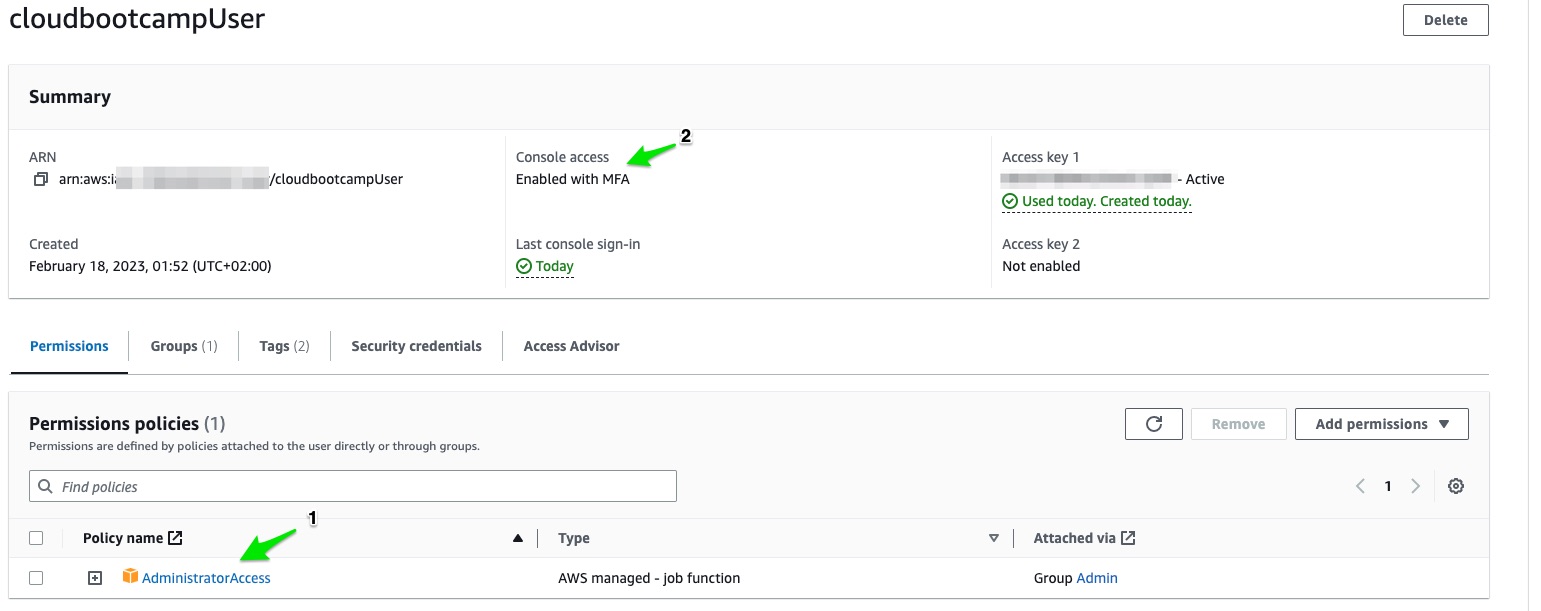 cloudbootcampUser
Delete
Summary
ARN
arn:aws:i /cloudbootcampUser
Created
February 18, 2023, 01:52 (UTC+02:00)
2
Console access
Enabled with MFA
Last console sign-in
Today
Access key 1
- Active
Used today. Created today.
Access key 2
Not enabled
Permissions Groups (1) Tags (2) Security credentials Access Advisor
Permissions policies (1)
Permissions are defined by policies attached to the user directly or through groups.
Remove
Add permissions
Find policies
1
1
Policy name Type Attached via
AdministratorAccess AWS managed - job function Group Admin